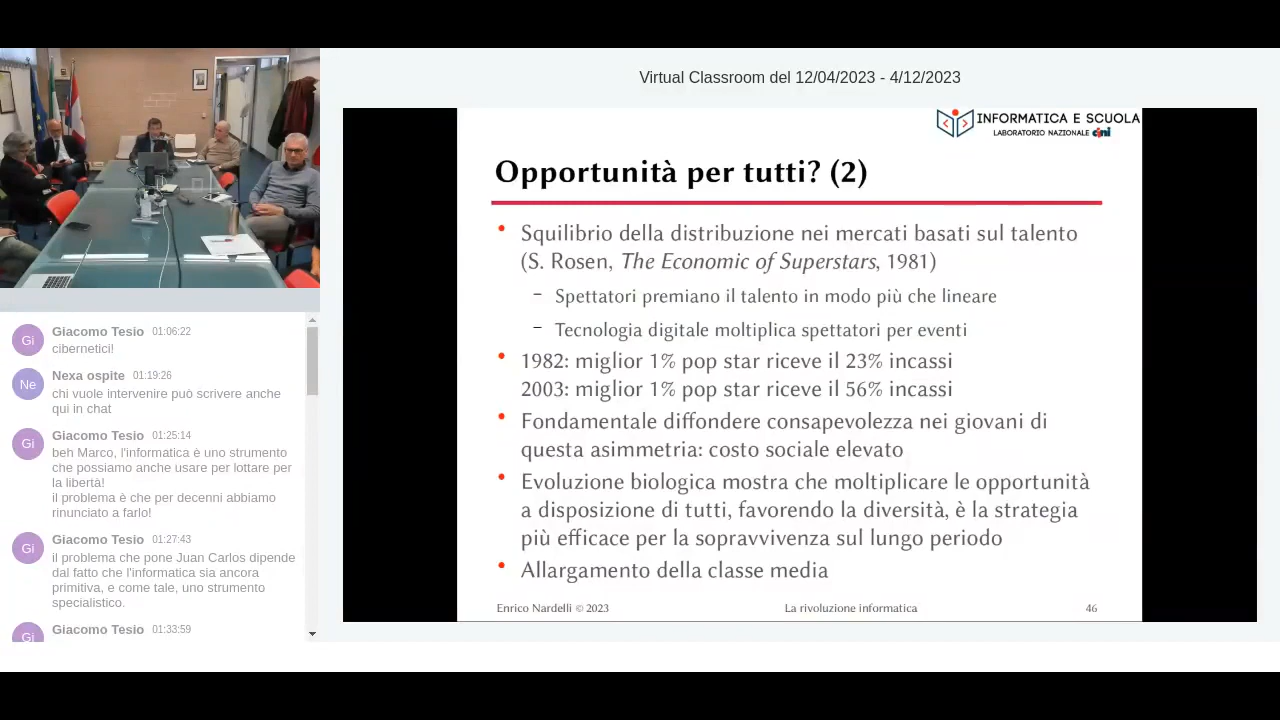 Virtual Classroom del 12/04/2023 - 4/12/2023
INFORMATICA E SCUOLA
LABORATORIO NAZIONALE cini
Opportunità per tutti? (2)
Squilibrio della distribuzione nei mercati basati sul talento
(S. Rosen, The Economic of Superstars, 1981)
– Spettatori premiano il talento in modo più che lineare
– Tecnologia digitale moltiplica spettatori per eventi
1982: miglior 1% pop star riceve il 23% incassi
2003: miglior 1% pop star riceve il 56% incassi
Fondamentale diffondere consapevolezza nei giovani di
questa asimmetria: costo sociale elevato
Evoluzione biologica mostra che moltiplicare le opportunità
a disposizione di tutti, favorendo la diversità, è la strategia
più efficace per la sopravvivenza sul lungo periodo
Allargamento della classe media
Enrico Nardelli © 2023
La rivoluzione informatica
46
Gi
Giacomo Tesio 01:06:22
cibernetici!
Ne
Nexa ospite 01:19:26
chi vuole intervenire può scrivere anche
qui in chat
Gi
Giacomo Tesio 01:25:14
beh Marco, l'informatica è uno strumento
che possiamo anche usare per lottare per
la libertà!
il problema è che per decenni abbiamo
rinunciato a farlo!
Gi
Giacomo Tesio 01:27:43
il problema che pone Juan Carlos dipende
dal fatto che l'informatica sia ancora
primitiva, e come tale, uno strumento
specialistico.
Gi
Giacomo Tesio 01:33:59